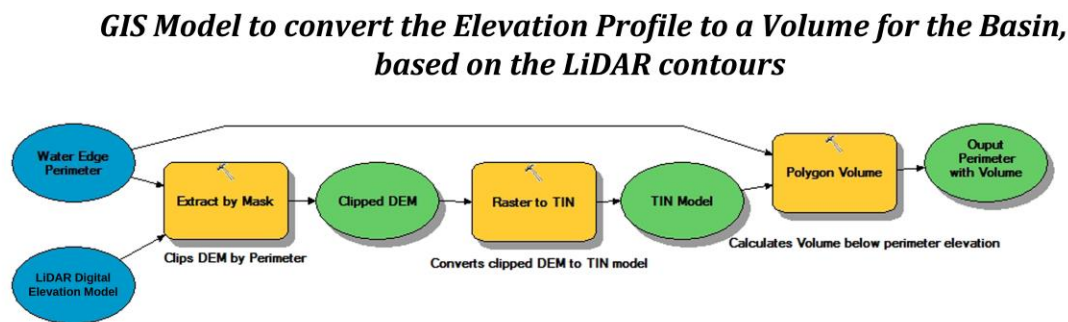 GIS Model to convert the Elevation Profile to a Volume for the Basin,
based on the LiDAR contours
Water Edge
Perimeter
Extract by Mask
Clipped DEM
Raster to TIN
TIN Model
Polygon Volume
Ouput
Perimeter
with Volume
LiDAR Digital
Elevation Model
Clips DEM by Perimeter
Converts clipped DEM to TIN model
Calculates Volume below perimeter elevation